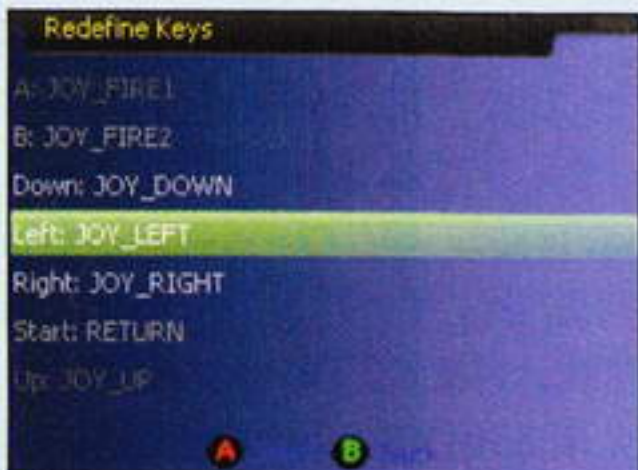 Redefine Keys
A: JOY_FIRE1
B: JOY_FIRE2
Down: JOY_DOWN
Left: JOY_LEFT
Right: JOY_RIGHT
Start: RETURN
Up: JOY_UP
A B